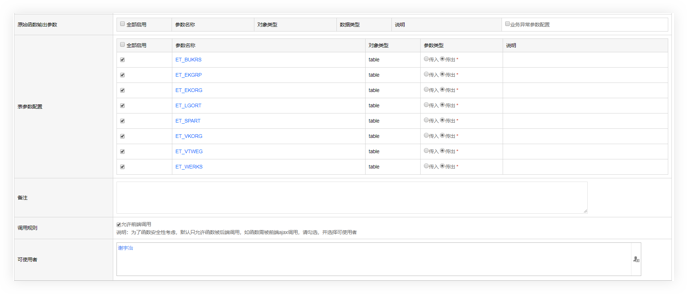 原始函数输出参数 全部启用 参数名称 对象类型 数据类型 说明 业务异常参数配置
全部启用 参数名称 对象类型 参数类型 说明
ET_BUKRS table 传入 传出 *
ET_EKGRP table 传入 传出 *
ET_EKORG table 传入 传出 *
ET_LGORT table 传入 传出 *
表参数配置
ET_SPART table 传入 传出 *
ET_VKORG table 传入 传出 *
ET_VTWEG table 传入 传出 *
ET_WERKS table 传入 传出 *
备注
调用规则 允许前端调用
说明：为了函数安全性考虑，默认只允许函数被后端调用，如函数需被前端ajax调用，请勾选，并选择可使用者
可使用者